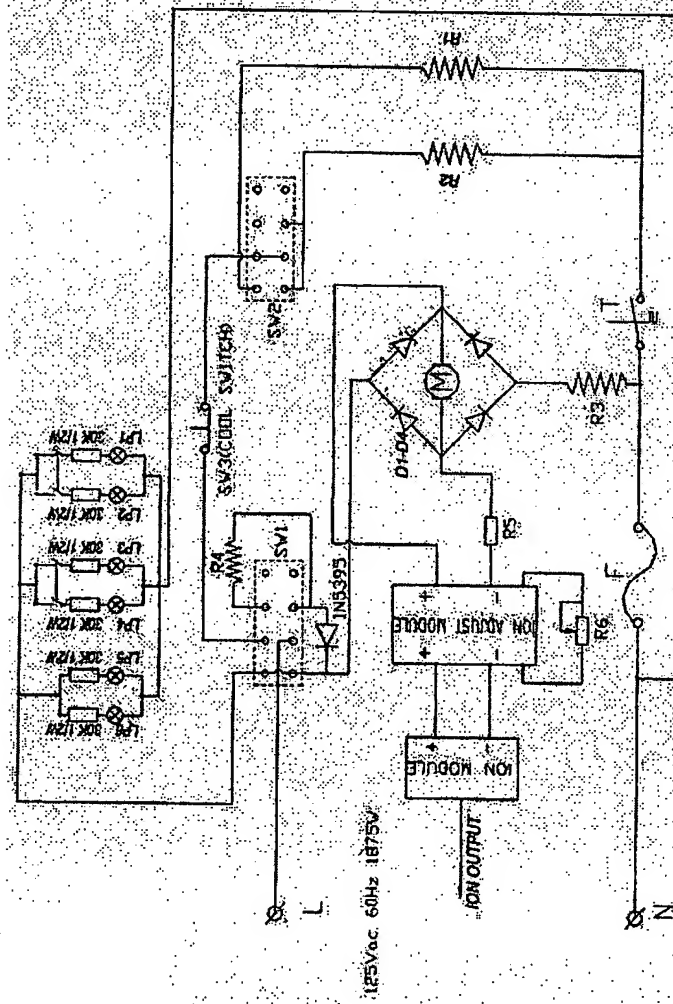 R1
R2
SW2
SW3(COOL SWITCH)
30K 1/2W LP1
30K 1/2W LP2
30K 1/2W LP3
30K 1/2W LP4
30K 1/2W LP5
30K 1/2W LP6
R4
SW1
1N5395
D1-D4
M
T
R3
R5
F
R6
+ + ION ADJUST MODULE - -
+ ION MODULE -
ION OUTPUT
L
125Vac 60Hz 1875W
N